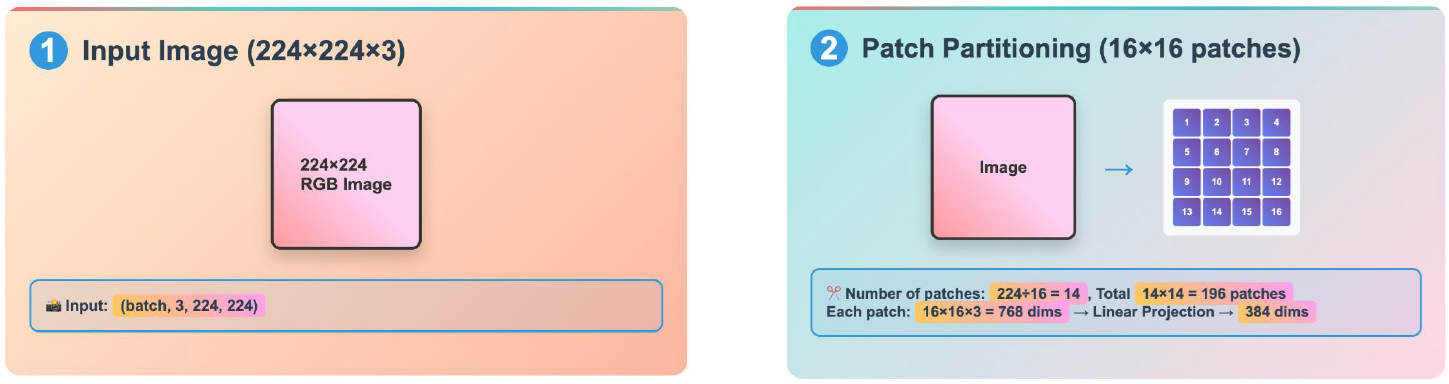 1 Input Image (224×224×3)
224×224
RGB Image
📸 Input: (batch, 3, 224, 224)
2 Patch Partitioning (16×16 patches)
Image
→
1 2 3 4
5 6 7 8
9 10 11 12
13 14 15 16
✂️ Number of patches: 224÷16 = 14 , Total 14×14 = 196 patches
Each patch: 16×16×3 = 768 dims → Linear Projection → 384 dims